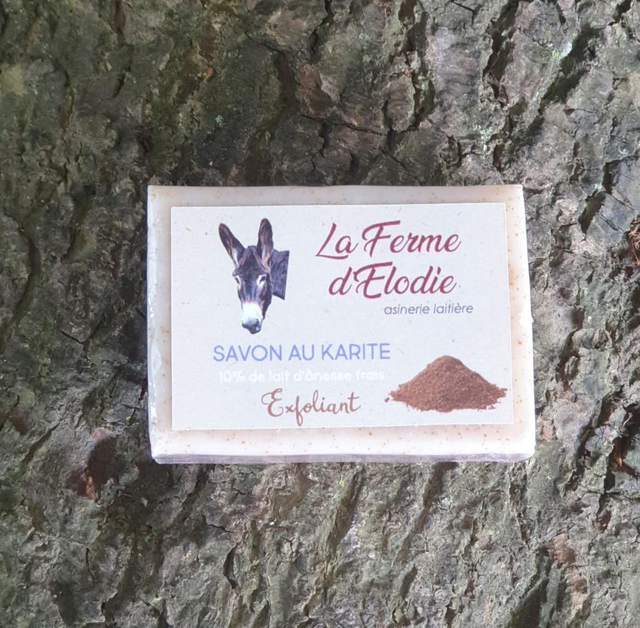 La Ferme
d'Elodie
asinerie laitière
SAVON AU KARITE
10% de lait d'ânesse frais
Exfoliant